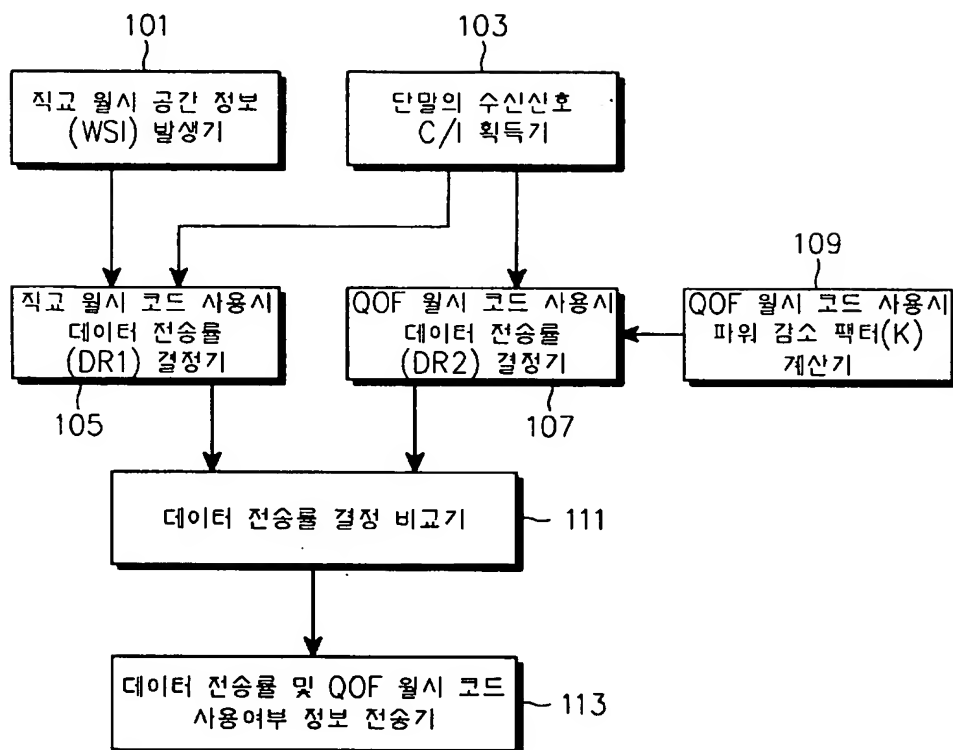 101
103
직교 월시 공간 정보
(WSI) 발생기
단말의 수신신호
C/I 획득기
109
직교 월시 코드 사용시
데이터 전송률
(DR1) 결정기
QOF 월시 코드 사용시
데이터 전송률
(DR2) 결정기
QOF 월시 코드 사용시
파워 감소 팩터(K)
계산기
105
107
데이터 전송률 결정 비교기
111
데이터 전송률 및 QOF 월시 코드
사용여부 정보 전송기
113